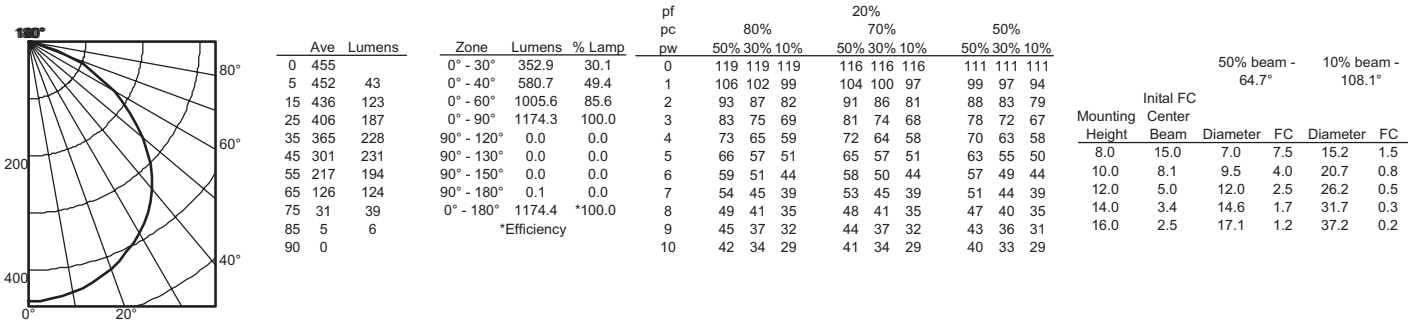 180°
80°
60°
40°
20°
0°
200
400
Ave Lumens
0 455
5 452 43
15 436 123
25 406 187
35 365 228
45 301 231
55 217 194
65 126 124
75 31 39
85 5 6
90 0
Zone Lumens % Lamp
0° - 30° 352.9 30.1
0° - 40° 580.7 49.4
0° - 60° 1005.6 85.6
0° - 90° 1174.3 100.0
90° - 120° 0.0 0.0
90° - 130° 0.0 0.0
90° - 150° 0.0 0.0
90° - 180° 0.1 0.0
0° - 180° 1174.4 *100.0
*Efficiency
pf 20%
pc 80% 70% 50%
pw 50% 30% 10% 50% 30% 10% 50% 30% 10%
0 119 119 119 116 116 116 111 111 111
1 106 102 99 104 100 97 99 97 94
2 93 87 82 91 86 81 88 83 79
3 83 75 69 81 74 68 78 72 67
4 73 65 59 72 64 58 70 63 58
5 66 57 51 65 57 51 63 55 50
6 59 51 44 58 50 44 57 49 44
7 54 45 39 53 45 39 51 44 39
8 49 41 35 48 41 35 47 40 35
9 45 37 32 44 37 32 43 36 31
10 42 34 29 41 34 29 40 33 29
50% beam - 10% beam -
64.7° 108.1°
Inital FC
Mounting Center
Height Beam Diameter FC Diameter FC
8.0 15.0 7.0 7.5 15.2 1.5
10.0 8.1 9.5 4.0 20.7 0.8
12.0 5.0 12.0 2.5 26.2 0.5
14.0 3.4 14.6 1.7 31.7 0.3
16.0 2.5 17.1 1.2 37.2 0.2